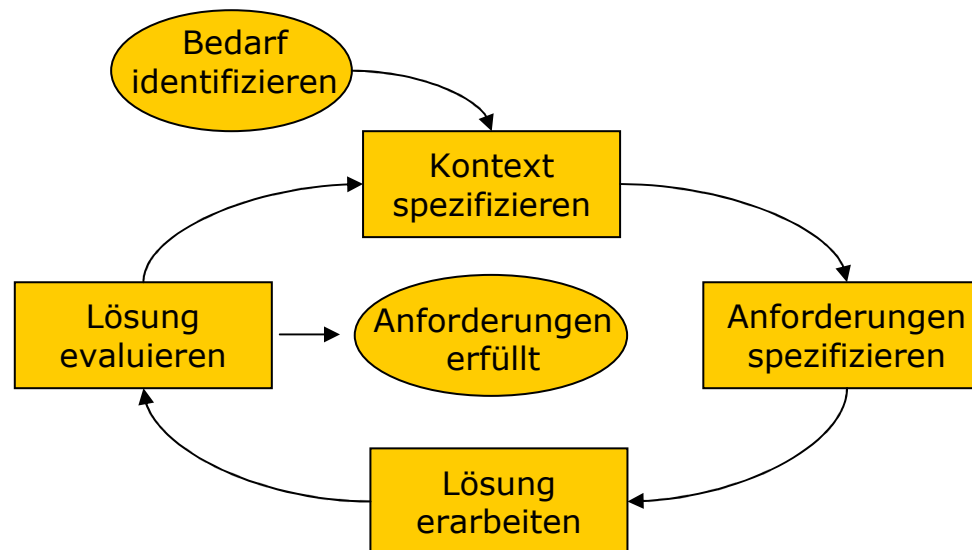 Bedarf
identifizieren
Kontext
spezifizieren
Anforderungen
spezifizieren
Lösung
erarbeiten
Lösung
evaluieren
Anforderungen
erfüllt